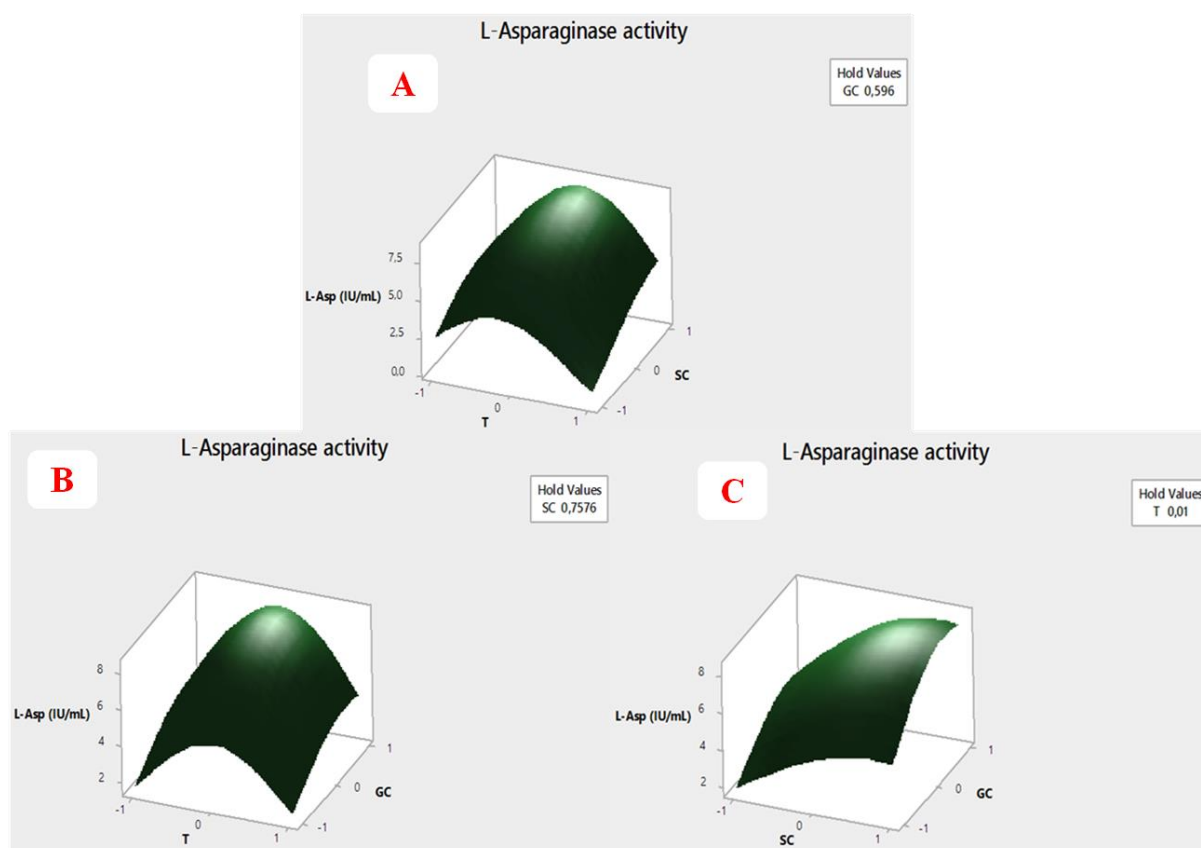 L-Asparaginase activity
A
Hold Values
GC 0,596
7.5
5.0
L-Asp (IU/mL)
2.5
0.0
-1
0
1
T
-1
0
1
SC
L-Asparaginase activity
B
Hold Values
SC 0,7576
8
6
L-Asp (IU/mL)
4
2
-1
0
1
T
-1
0
1
GC
L-Asparaginase activity
C
Hold Values
T 0,01
8
6
L-Asp (IU/mL)
4
2
-1
0
1
SC
-1
0
1
GC